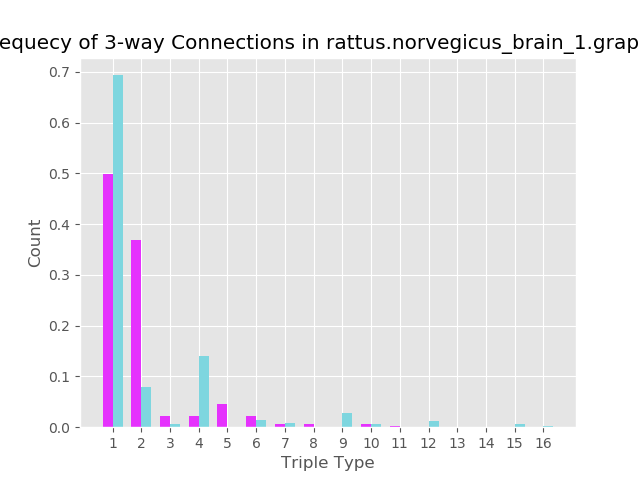 equecy of 3-way Connections in rattus.norvegicus_brain_1.grap
0.7
0.6
0.5
0.4
0.3
0.2
0.1
0.0
Count
1 2 3 4 5 6 7 8 9 10 11 12 13 14 15 16
Triple Type